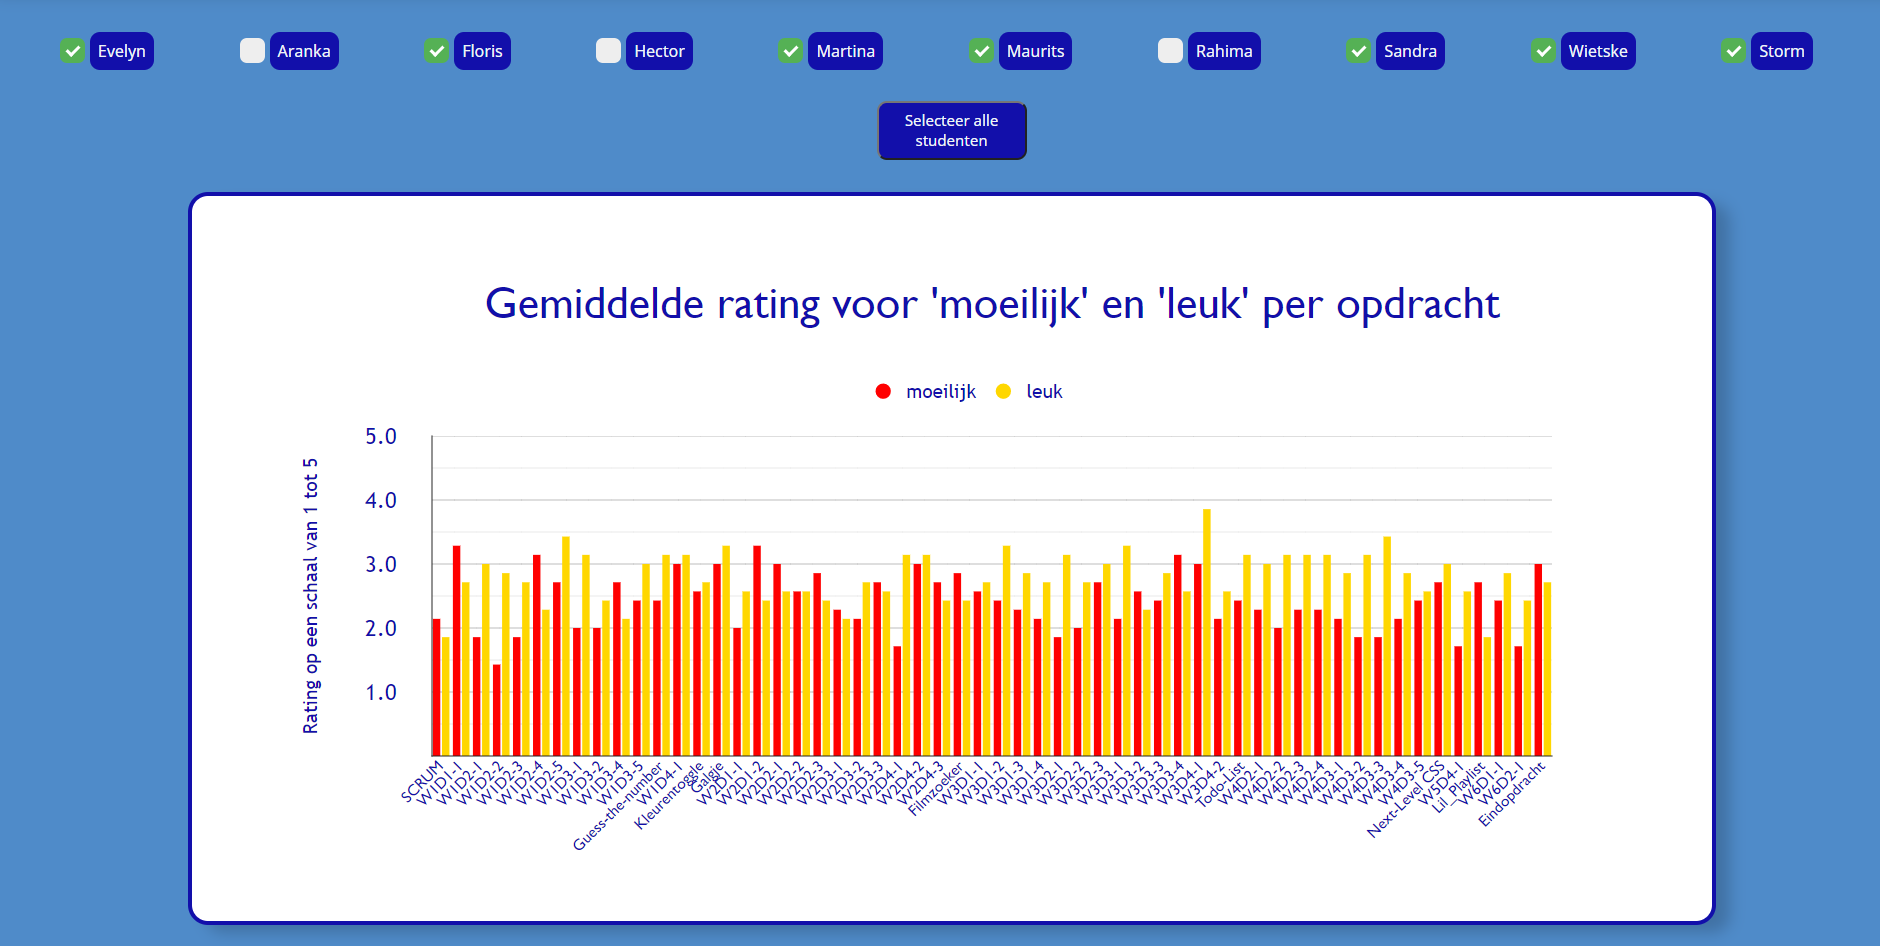 Evelyn Aranka Floris Hector Martina Maurits Rahima Sandra Wietske Storm
Selecteer alle
studenten
Gemiddelde rating voor 'moeilijk' en 'leuk' per opdracht
moeilijk leuk
Rating op een schaal van 1 tot 5
5.0
4.0
3.0
2.0
1.0
SCRUM
W1D1-1
W1D2-1
W1D2-2
W1D2-3
W1D2-4
W1D2-5
W1D3-1
W1D3-2
W1D3-4
W1D3-5
Guess-the-number
W1D4-1
Kleurentoggle
Galgje
W2D1-1
W2D1-2
W2D2-1
W2D2-2
W2D2-3
W2D3-1
W2D3-2
W2D3-3
W2D4-1
W2D4-2
W2D4-3
Filmzoeker
W3D1-1
W3D1-2
W3D1-3
W3D1-4
W3D2-1
W3D2-2
W3D2-3
W3D3-1
W3D3-2
W3D3-3
W3D3-4
W3D4-1
W3D4-2
Todo-List
W4D2-1
W4D2-2
W4D2-3
W4D2-4
W4D3-1
W4D3-2
W4D3-3
W4D3-4
W4D3-5
Next-Level CSS
W5D4-1
Lil_Playlist
W6D1-1
W6D2-1
Eindopdracht